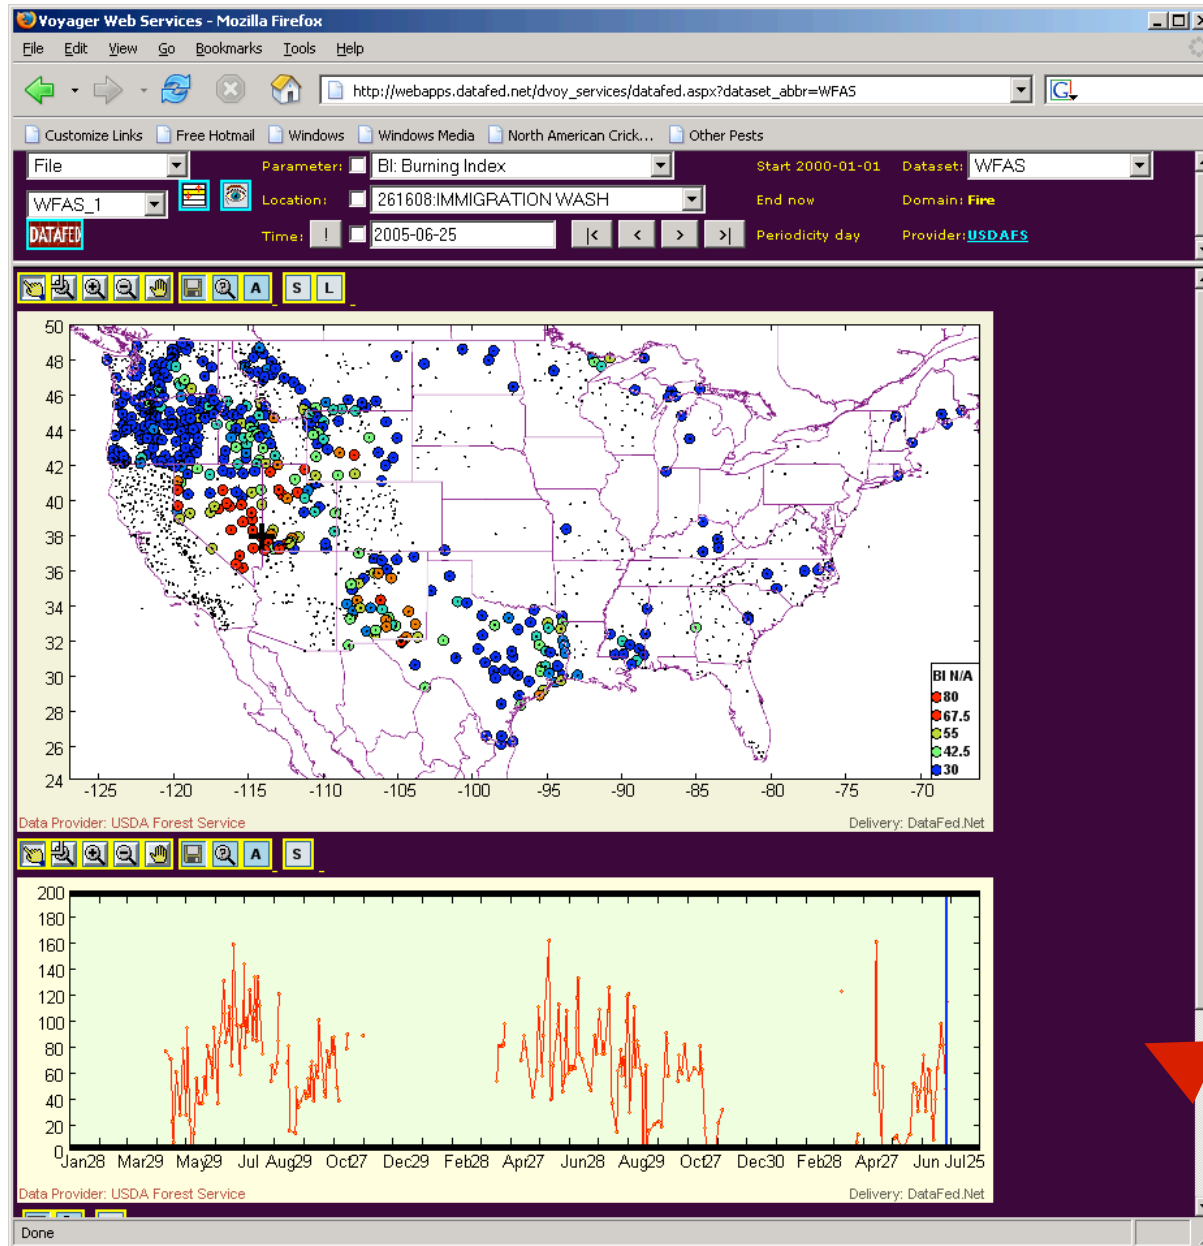 Voyager Web Services - Mozilla Firefox
File Edit View Go Bookmarks Tools Help
http://webapps.datafed.net/dvoy_services/datafed.aspx?dataset_abbr=WFAS G
Customize Links Free Hotmail Windows Windows Media North American Crick... Other Pests
File Parameter: BI: Burning Index Start 2000-01-01 Dataset: WFAS
WFAS_1 Location: 261608:IMMIGRATION WASH End now Domain: Fire
DATAFED Time: ! 2005-06-25 |< < > >| Periodicity day Provider: USDAFS
A S L
50
48
46
44
42
40
38
36
34
32
30
28
26
24
BI N/A
80
67.5
55
42.5
30
-125 -120 -115 -110 -105 -100 -95 -90 -85 -80 -75 -70
Data Provider: USDA Forest Service Delivery: DataFed.Net
A S
200
180
160
140
120
100
80
60
40
20
0
Jan28 Mar29 May29 Jul Aug29 Oct27 Dec29 Feb28 Apr27 Jun28 Aug29 Oct27 Dec30 Feb28 Apr27 Jun Jul25
Data Provider: USDA Forest Service Delivery: DataFed.Net
Done